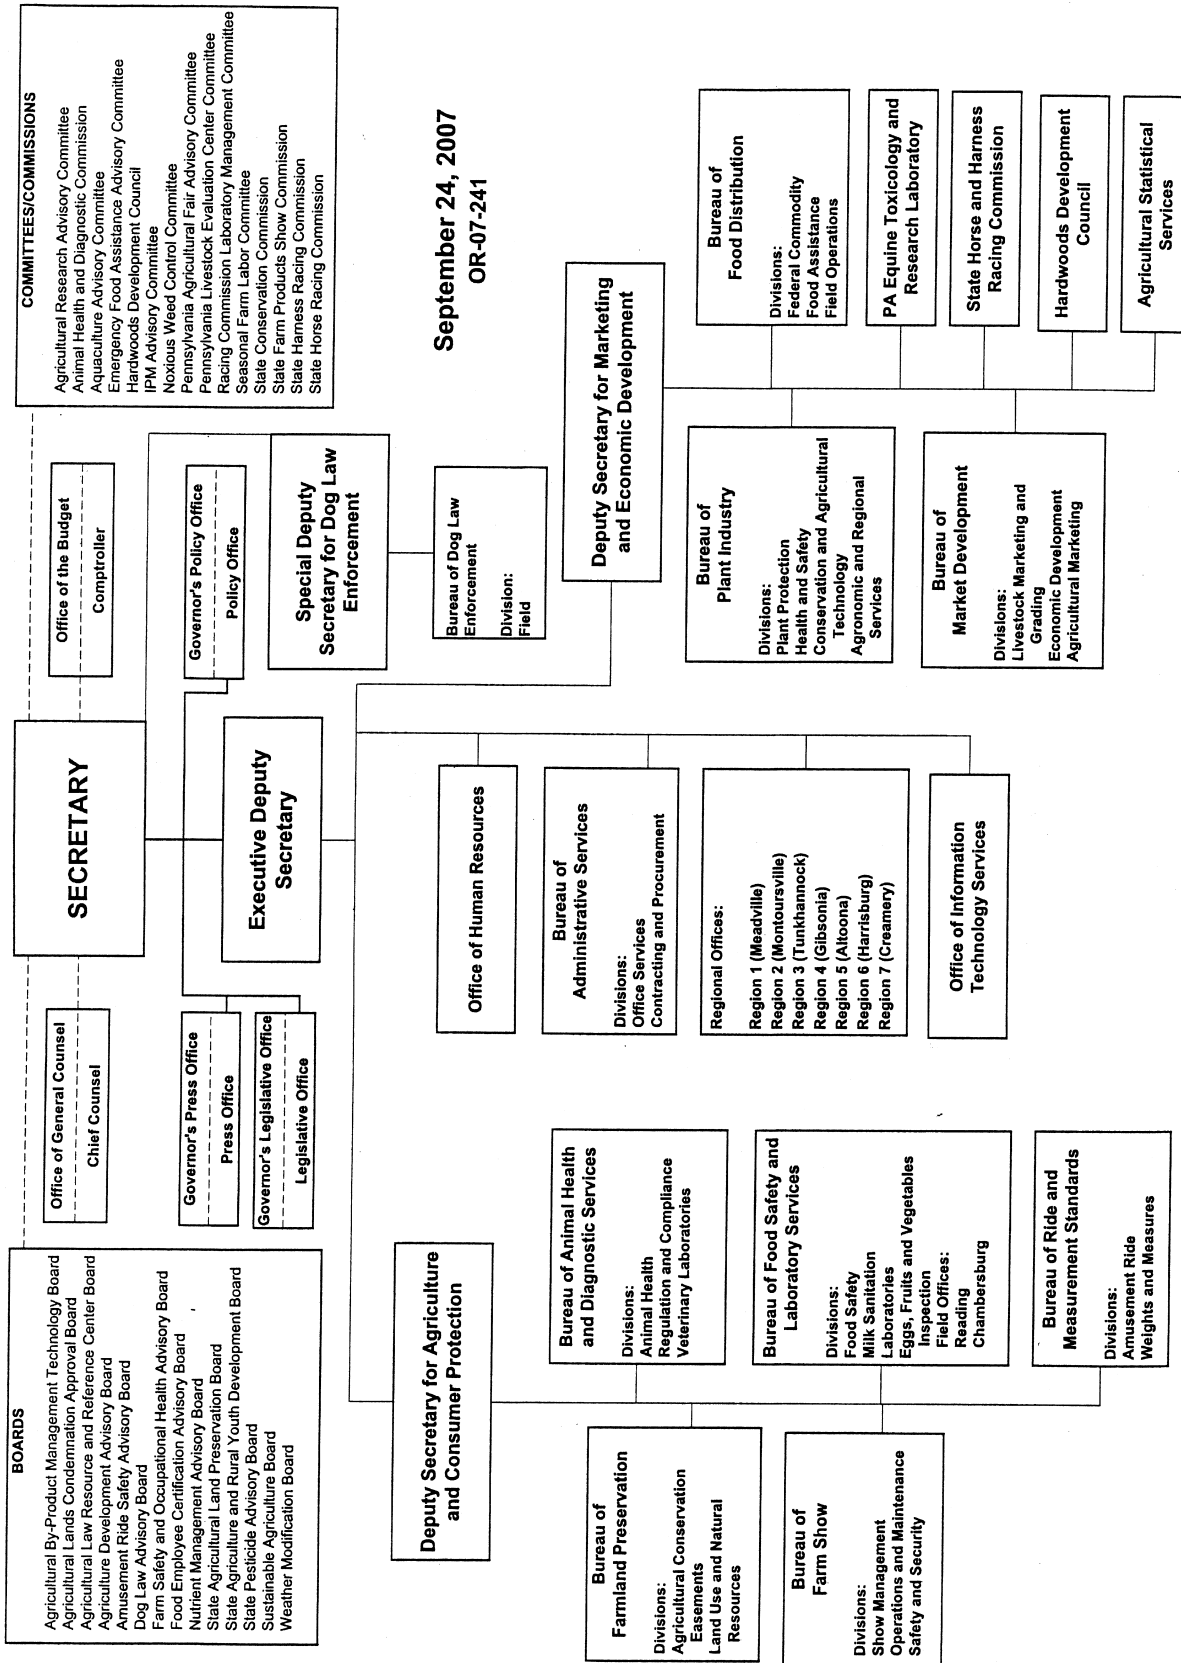 BOARDS
Agricultural By-Product Management Technology Board
Agricultural Lands Condemnation Approval Board
Agricultural Law Resource and Reference Center Board
Agriculture Development Advisory Board
Amusement Ride Safety Advisory Board
Dog Law Advisory Board
Farm Safety and Occupational Health Advisory Board
Food Employee Certification Advisory Board
Nutrient Management Advisory Board
State Agricultural Land Preservation Board
State Agriculture and Rural Youth Development Board
State Pesticide Advisory Board
Sustainable Agriculture Board
Weather Modification Board
SECRETARY
COMMITTEES/COMMISSIONS
Agricultural Research Advisory Committee
Animal Health and Diagnostic Commission
Aquaculture Advisory Committee
Emergency Food Assistance Advisory Committee
Hardwoods Development Council
IPM Advisory Committee
Noxious Weed Control Committee
Pennsylvania Agricultural Fair Advisory Committee
Pennsylvania Livestock Evaluation Center Committee
Racing Commission Laboratory Management Committee
Seasonal Farm Labor Committee
State Conservation Commission
State Farm Products Show Commission
State Harness Racing Commission
State Horse Racing Commission
Office of General Counsel
Chief Counsel
Office of the Budget
Comptroller
Governor's Press Office
Press Office
Governor's Legislative Office
Legislative Office
Governor's Policy Office
Policy Office
Executive Deputy
Secretary
Special Deputy
Secretary for Dog Law
Enforcement
Bureau of Dog Law
Enforcement
Division:
Field
September 24, 2007
OR-07-241
Deputy Secretary for Agriculture
and Consumer Protection
Bureau of
Farmland Preservation
Divisions:
Agricultural Conservation
Easements
Land Use and Natural
Resources
Bureau of
Farm Show
Divisions:
Show Management
Operations and Maintenance
Safety and Security
Bureau of Animal Health
and Diagnostic Services
Divisions:
Animal Health
Regulation and Compliance
Veterinary Laboratories
Bureau of Food Safety and
Laboratory Services
Divisions:
Food Safety
Milk Sanitation
Laboratories
Eggs, Fruits and Vegetables
Inspection
Field Offices:
Reading
Chambersburg
Bureau of Ride and
Measurement Standards
Divisions:
Amusement Ride
Weights and Measures
Office of Human Resources
Bureau of
Administrative Services
Divisions:
Office Services
Contracting and Procurement
Regional Offices:
Region 1 (Meadville)
Region 2 (Montoursville)
Region 3 (Tunkhannock)
Region 4 (Gibsonia)
Region 5 (Altoona)
Region 6 (Harrisburg)
Region 7 (Creamery)
Office of Information
Technology Services
Deputy Secretary for Marketing
and Economic Development
Bureau of
Plant Industry
Divisions:
Plant Protection
Health and Safety
Conservation and Agricultural
Technology
Agronomic and Regional
Services
Bureau of
Market Development
Divisions:
Livestock Marketing and
Grading
Economic Development
Agricultural Marketing
Bureau of
Food Distribution
Divisions:
Federal Commodity
Food Assistance
Field Operations
PA Equine Toxicology and
Research Laboratory
State Horse and Harness
Racing Commission
Hardwoods Development
Council
Agricultural Statistical
Services